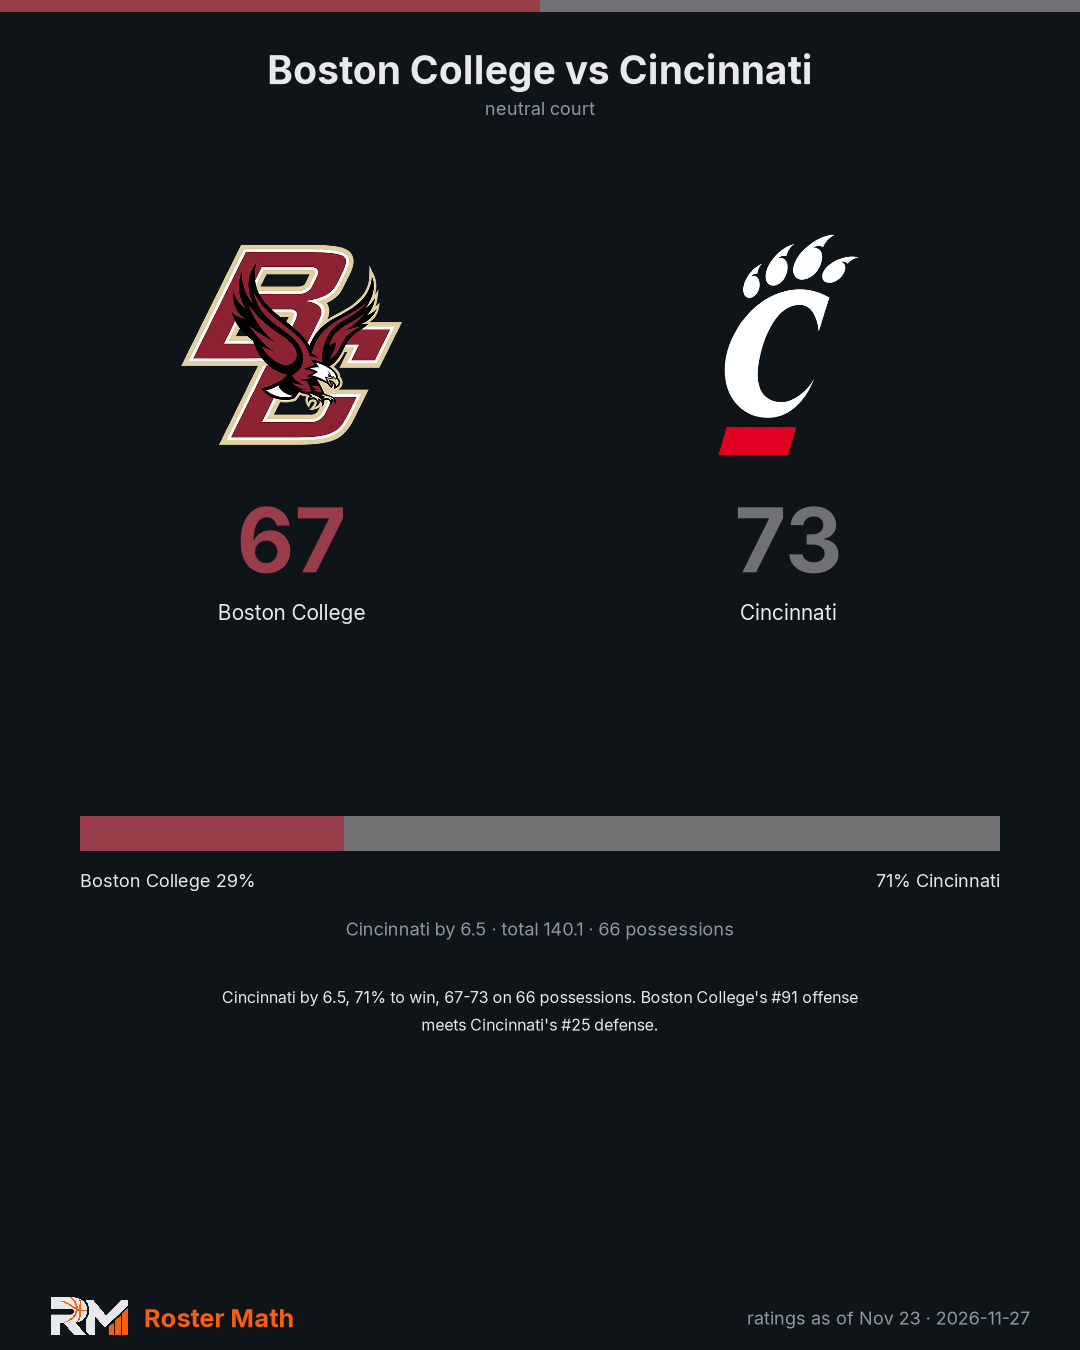 Boston College vs Cincinnati
neutral court
67
73
Boston College
Cincinnati
Boston College 29%
71% Cincinnati
Cincinnati by 6.5 · total 140.1 · 66 possessions
Cincinnati by 6.5, 71% to win, 67-73 on 66 possessions. Boston College's #91 offense
meets Cincinnati's #25 defense.
RM Roster Math
ratings as of Nov 23 · 2026-11-27